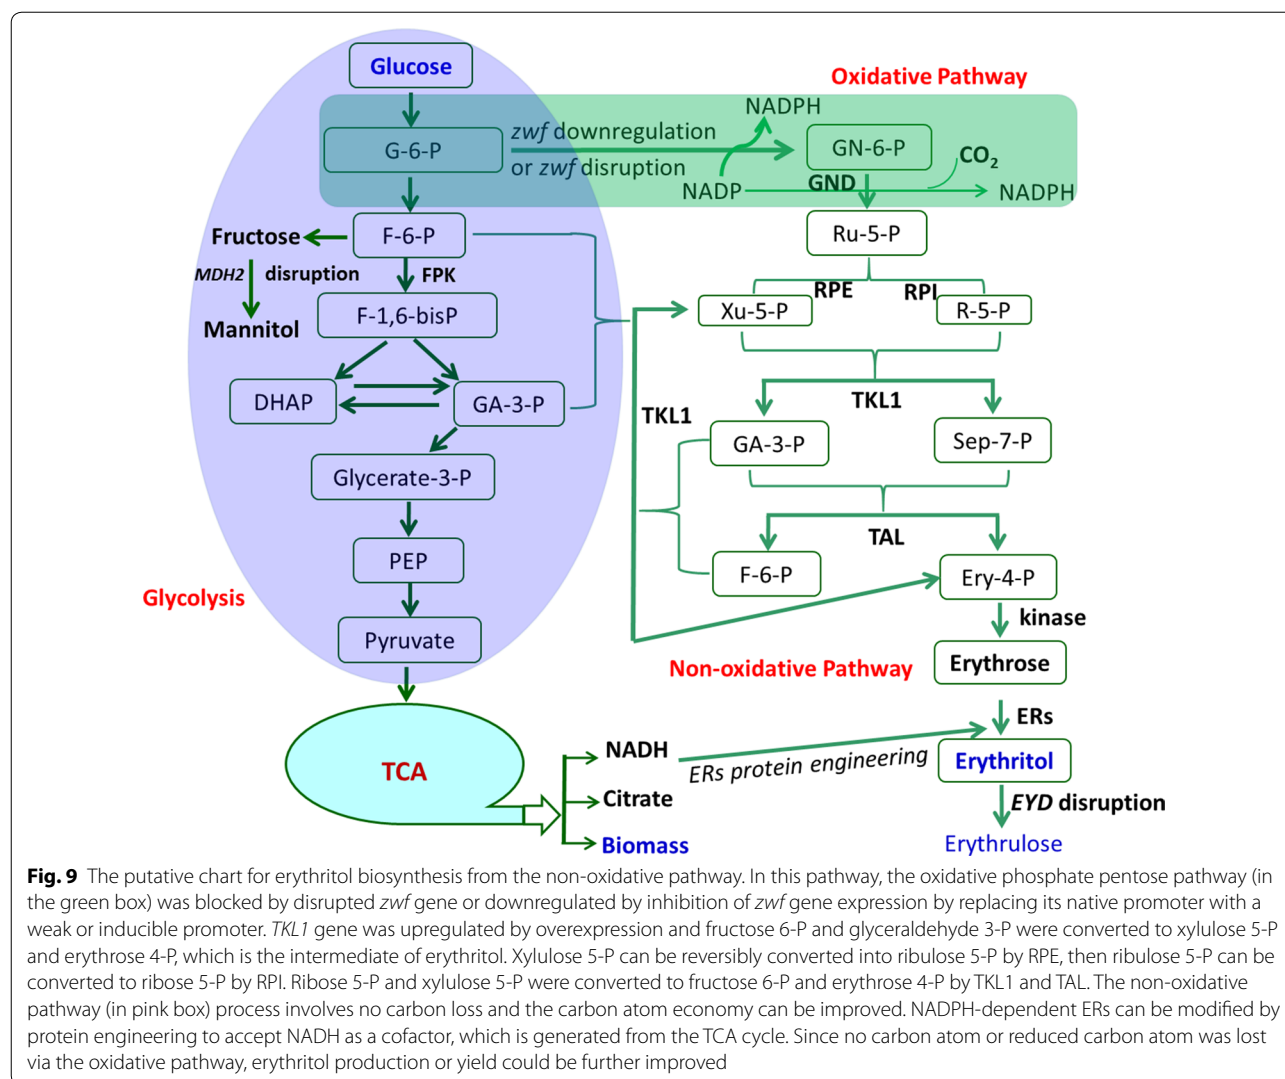 Glucose
Oxidative Pathway
NADPH
zwf downregulation
G-6-P
GN-6-P
CO2
or zwf disruption
NADP
GND
NADPH
Fructose
F-6-P
Ru-5-P
MDH2 disruption
FPK
RPE
RPI
Mannitol
F-1,6-bisP
Xu-5-P
R-5-P
DHAP
GA-3-P
TKL1
TKL1
GA-3-P
Sep-7-P
Glycerate-3-P
TAL
PEP
F-6-P
Ery-4-P
Glycolysis
kinase
Pyruvate
Non-oxidative Pathway
Erythrose
ERs
NADH
ERs protein engineering
Erythritol
TCA
Citrate
EYD disruption
Biomass
Erythrulose
Fig. 9 The putative chart for erythritol biosynthesis from the non-oxidative pathway. In this pathway, the oxidative phosphate pentose pathway (in
the green box) was blocked by disrupted zwf gene or downregulated by inhibition of zwf gene expression by replacing its native promoter with a
weak or inducible promoter. TKL1 gene was upregulated by overexpression and fructose 6-P and glyceraldehyde 3-P were converted to xylulose 5-P
and erythrose 4-P, which is the intermediate of erythritol. Xylulose 5-P can be reversibly converted into ribulose 5-P by RPE, then ribulose 5-P can be
converted to ribose 5-P by RPI. Ribose 5-P and xylulose 5-P were converted to fructose 6-P and erythrose 4-P by TKL1 and TAL. The non-oxidative
pathway (in pink box) process involves no carbon loss and the carbon atom economy can be improved. NADPH-dependent ERs can be modified by
protein engineering to accept NADH as a cofactor, which is generated from the TCA cycle. Since no carbon atom or reduced carbon atom was lost
via the oxidative pathway, erythritol production or yield could be further improved